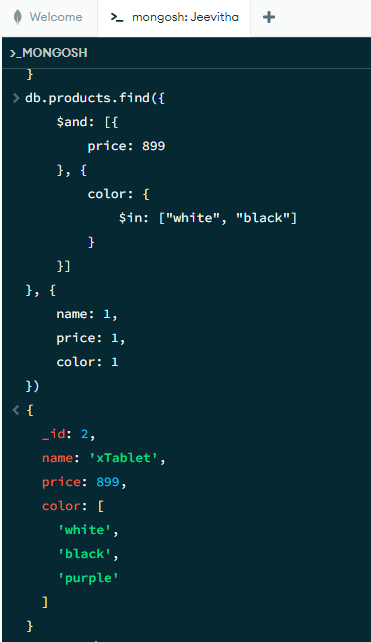 Welcome
>_ mongosh: Jeevitha
+
>_MONGOSH
}
> db.products.find({
$and: [{
price: 899
}, {
color: {
$in: ["white", "black"]
}
}]
}, {
name: 1,
price: 1,
color: 1
})
< {
_id: 2,
name: 'xTablet',
price: 899,
color: [
'white',
'black',
'purple'
]
}